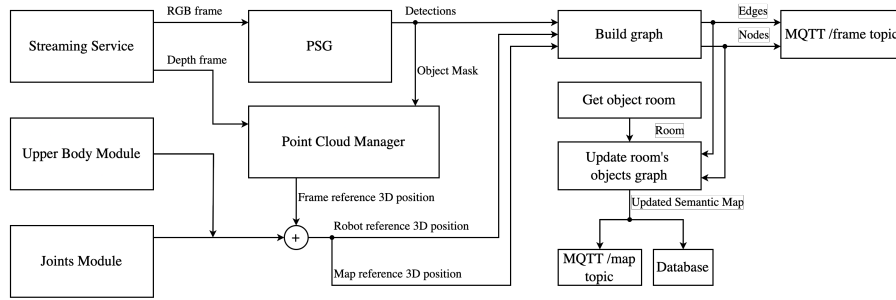 RGB frame
Detections
Edges
Streaming Service
PSG
Build graph
MQTT /frame topic
Nodes
Depth frame
Object Mask
Get object room
Point Cloud Manager
Room
Upper Body Module
Update room's
objects graph
Frame reference 3D position
Updated Semantic Map
Robot reference 3D position
+
Joints Module
Map reference 3D position
MQTT /map
topic
Database